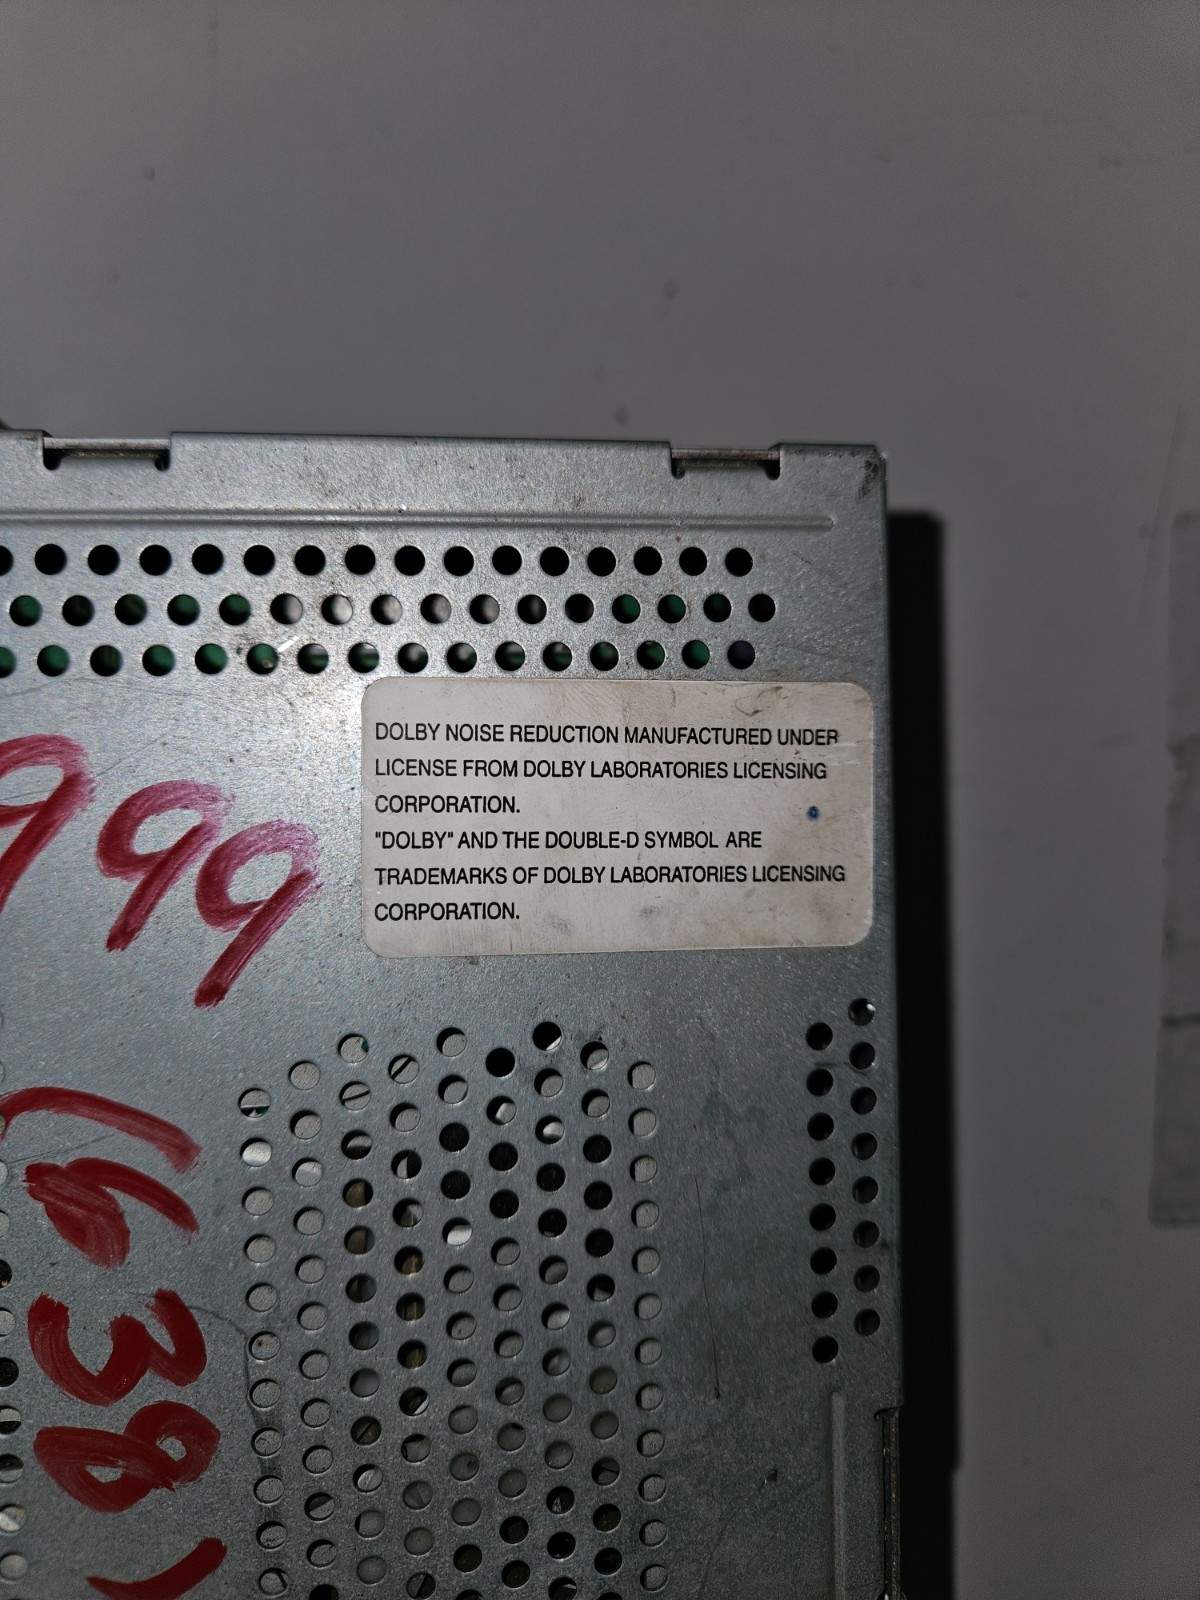 DOLBY NOISE REDUCTION MANUFACTURED UNDER
LICENSE FROM DOLBY LABORATORIES LICENSING
CORPORATION.
"DOLBY" AND THE DOUBLE-D SYMBOL ARE
TRADEMARKS OF DOLBY LABORATORIES LICENSING
CORPORATION.